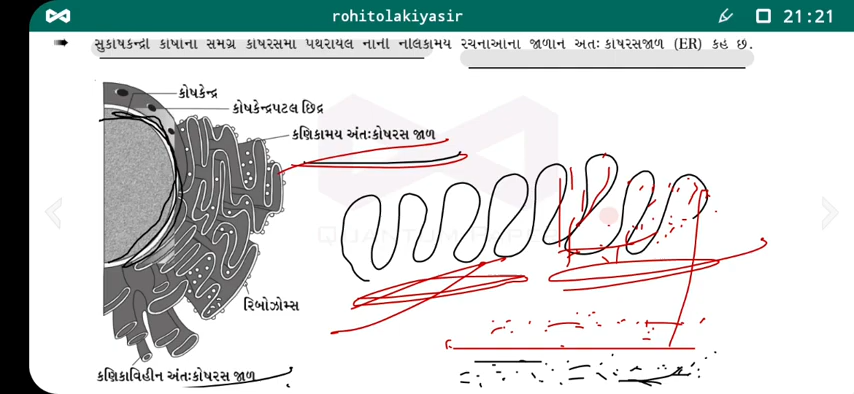 rohitolakiyasir
21:21
સુકોષકેન્દ્રી કોષોના સમગ્ર કોષરસમાં પથરાયેલ નાની નલિકામય રચનાઓના જાળાને અંતઃકોષરસજાળ (ER) કહે છે.
કોષકેન્દ્ર
કોષકેન્દ્રપટલ છિદ્ર
કણિકામય અંતઃકોષરસ જાળ
રિબોઝોમ્સ
કણિકાવિહીન અંતઃકોષરસ જાળ